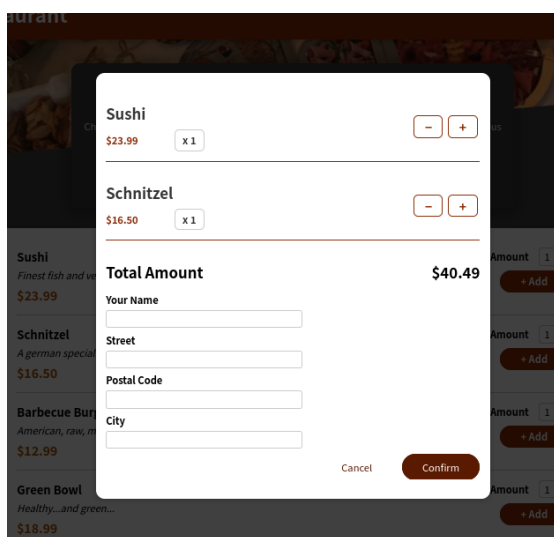 aurant
Ch
us
Sushi
$23.99
x 1
−
+
Schnitzel
$16.50
x 1
−
+
Total Amount
$40.49
Your Name
Street
Postal Code
City
Cancel
Confirm
Sushi
Finest fish and ve
$23.99
Amount 1
+ Add
Schnitzel
A german special
$16.50
Amount 1
+ Add
Barbecue Burg
American, raw, m
$12.99
Amount 1
+ Add
Green Bowl
Healthy...and green...
$18.99
Amount 1
+ Add